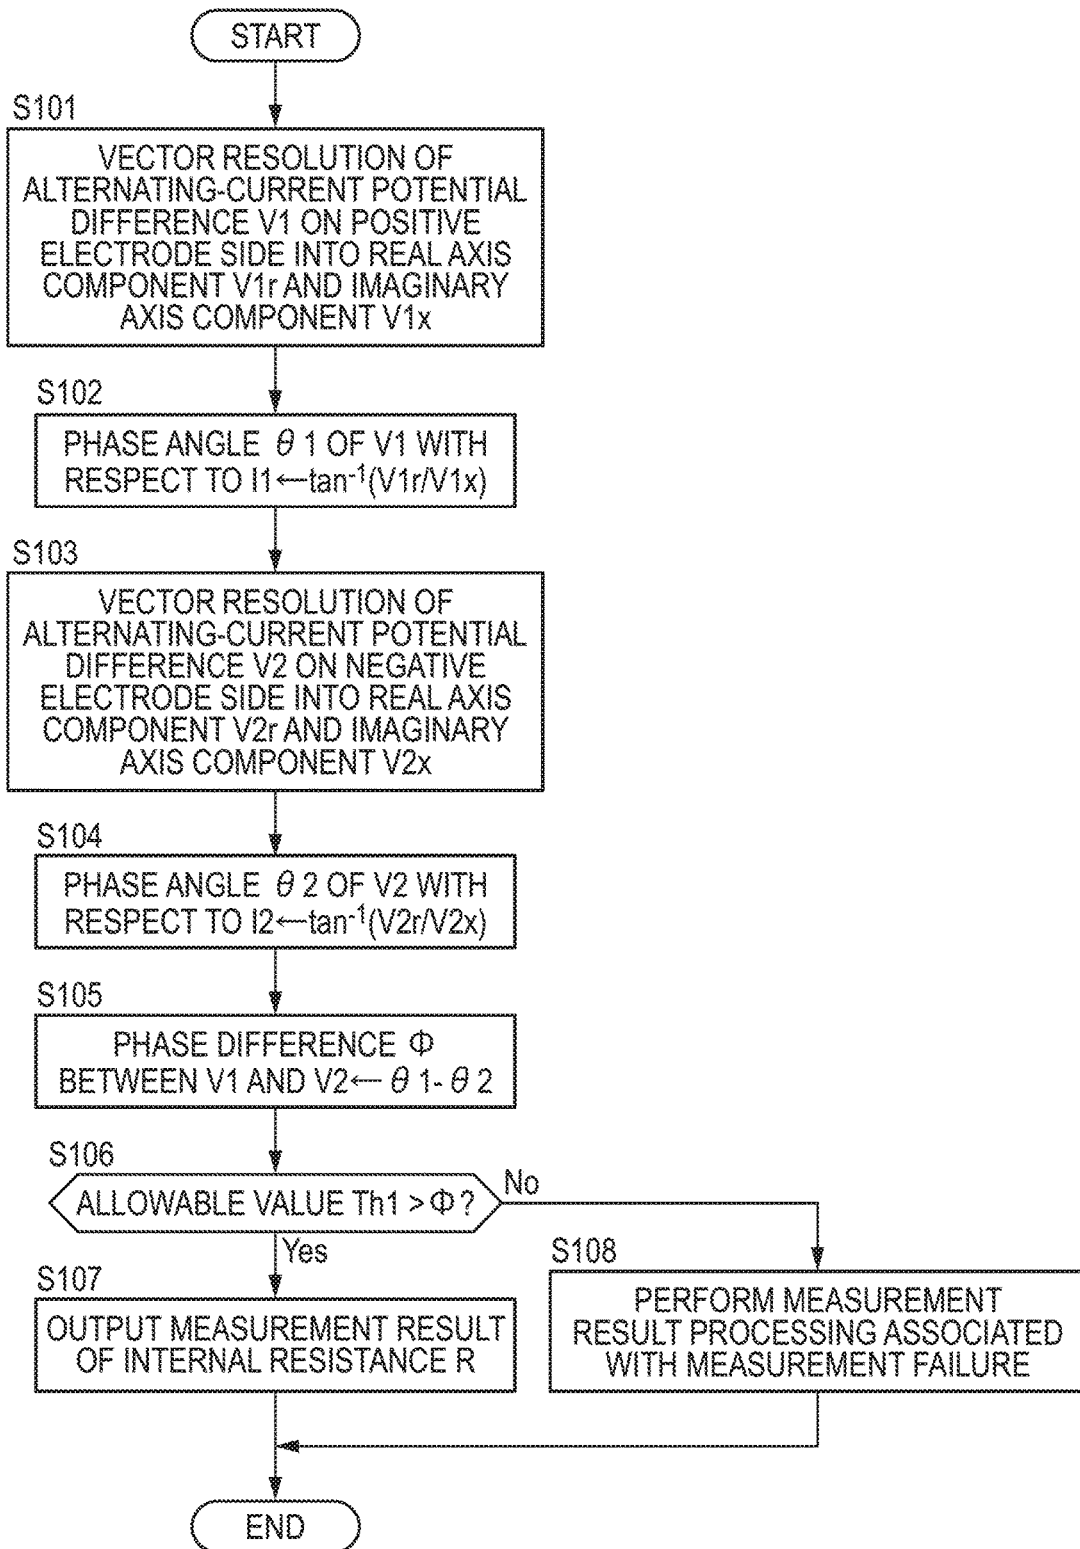 START
S101
VECTOR RESOLUTION OF
ALTERNATING-CURRENT POTENTIAL
DIFFERENCE V1 ON POSITIVE
ELECTRODE SIDE INTO REAL AXIS
COMPONENT V1r AND IMAGINARY
AXIS COMPONENT V1x
S102
PHASE ANGLE θ 1 OF V1 WITH
RESPECT TO I1←tan⁻¹(V1r/V1x)
S103
VECTOR RESOLUTION OF
ALTERNATING-CURRENT POTENTIAL
DIFFERENCE V2 ON NEGATIVE
ELECTRODE SIDE INTO REAL AXIS
COMPONENT V2r AND IMAGINARY
AXIS COMPONENT V2x
S104
PHASE ANGLE θ 2 OF V2 WITH
RESPECT TO I2←tan⁻¹(V2r/V2x)
S105
PHASE DIFFERENCE Φ
BETWEEN V1 AND V2← θ 1- θ 2
S106
ALLOWABLE VALUE Th1 > Φ ?
No
Yes
S107
OUTPUT MEASUREMENT RESULT
OF INTERNAL RESISTANCE R
S108
PERFORM MEASUREMENT
RESULT PROCESSING ASSOCIATED
WITH MEASUREMENT FAILURE
END